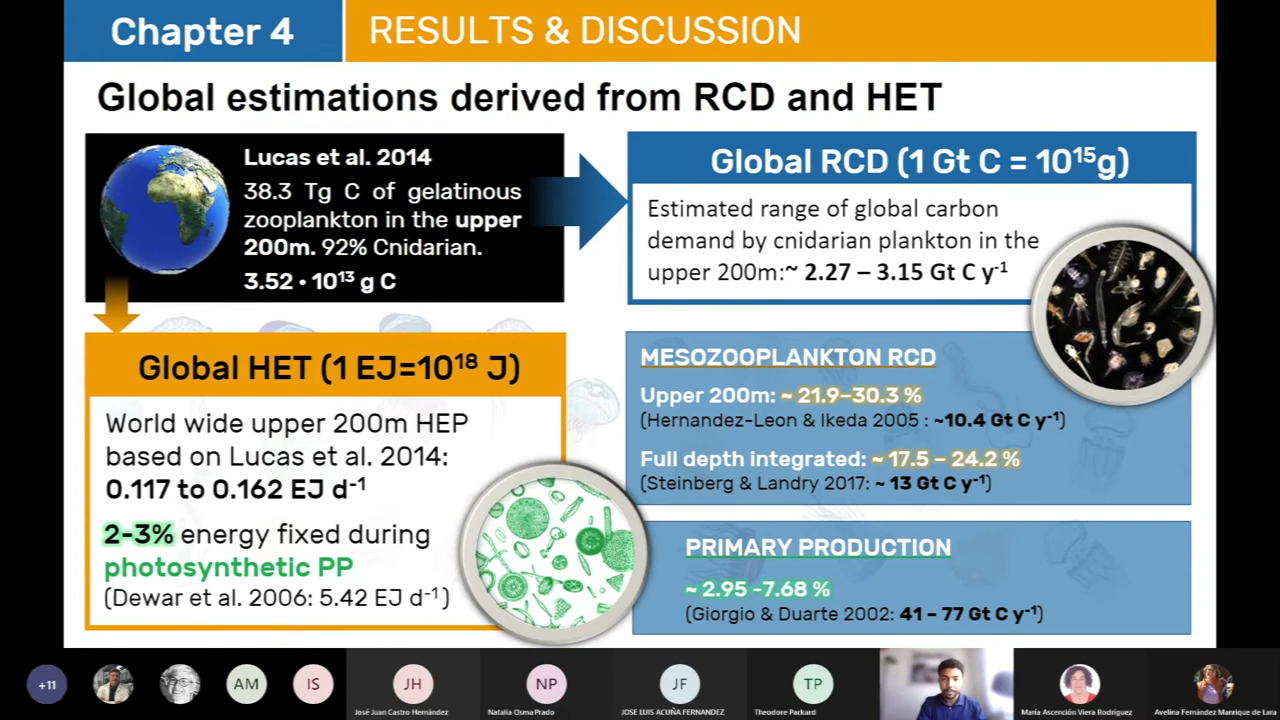 Chapter 4
RESULTS & DISCUSSION
Global estimations derived from RCD and HET
Lucas et al. 2014
38.3 Tg C of gelatinous
zooplankton in the upper
200m. 92% Cnidarian.
3.52 • 10¹³ g C
Global RCD (1 Gt C = 10¹⁵g)
Estimated range of global carbon
demand by cnidarian plankton in the
upper 200m:~ 2.27 – 3.15 Gt C y⁻¹
Global HET (1 EJ=10¹⁸ J)
World wide upper 200m HEP
based on Lucas et al. 2014:
0.117 to 0.162 EJ d⁻¹
2-3% energy fixed during
photosynthetic PP
(Dewar et al. 2006: 5.42 EJ d⁻¹)
MESOZOOPLANKTON RCD
Upper 200m: ~ 21.9–30.3 %
(Hernandez-Leon & Ikeda 2005 : ~10.4 Gt C y⁻¹)
Full depth integrated: ~ 17.5 – 24.2 %
(Steinberg & Landry 2017: ~ 13 Gt C y⁻¹)
PRIMARY PRODUCTION
~ 2.95 –7.68 %
(Giorgio & Duarte 2002: 41 – 77 Gt C y⁻¹)
+11
AM
IS
JH
NP
JF
TP
José Juan Castro Hernández
Natalia Osma Prado
JOSE LUIS ACUÑA FERNANDEZ
Theodore Packard
María Ascención Viera Rodríguez
Avelina Fernández Manrique de Lara